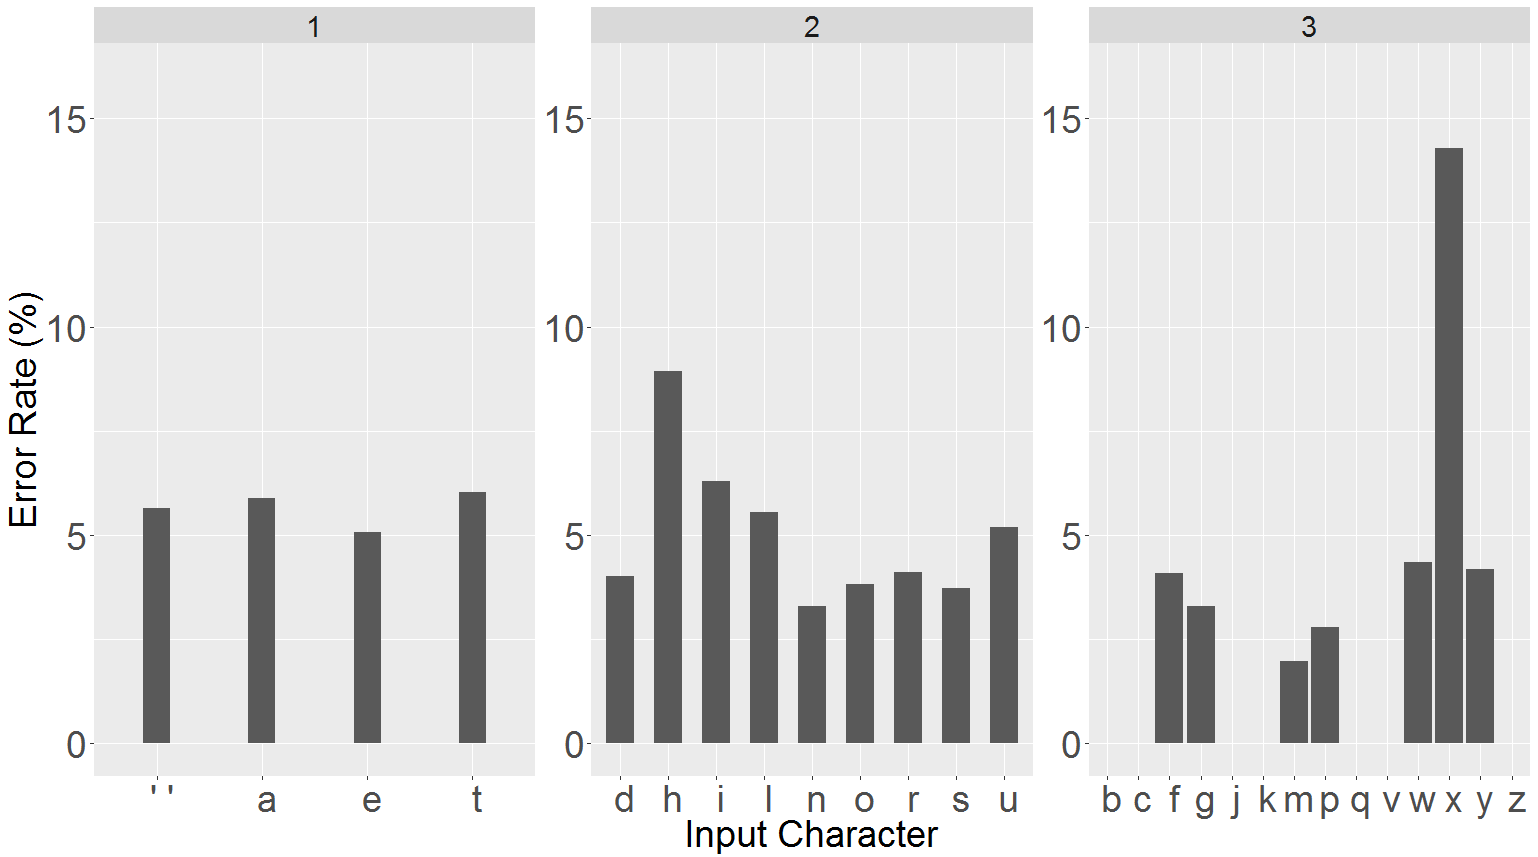 1 2 3
Error Rate (%)
15 15 15
10 10 10
5 5 5
0 0 0
' ' a e t d h i l n o r s u b c f g j k m p q v w x y z
Input Character